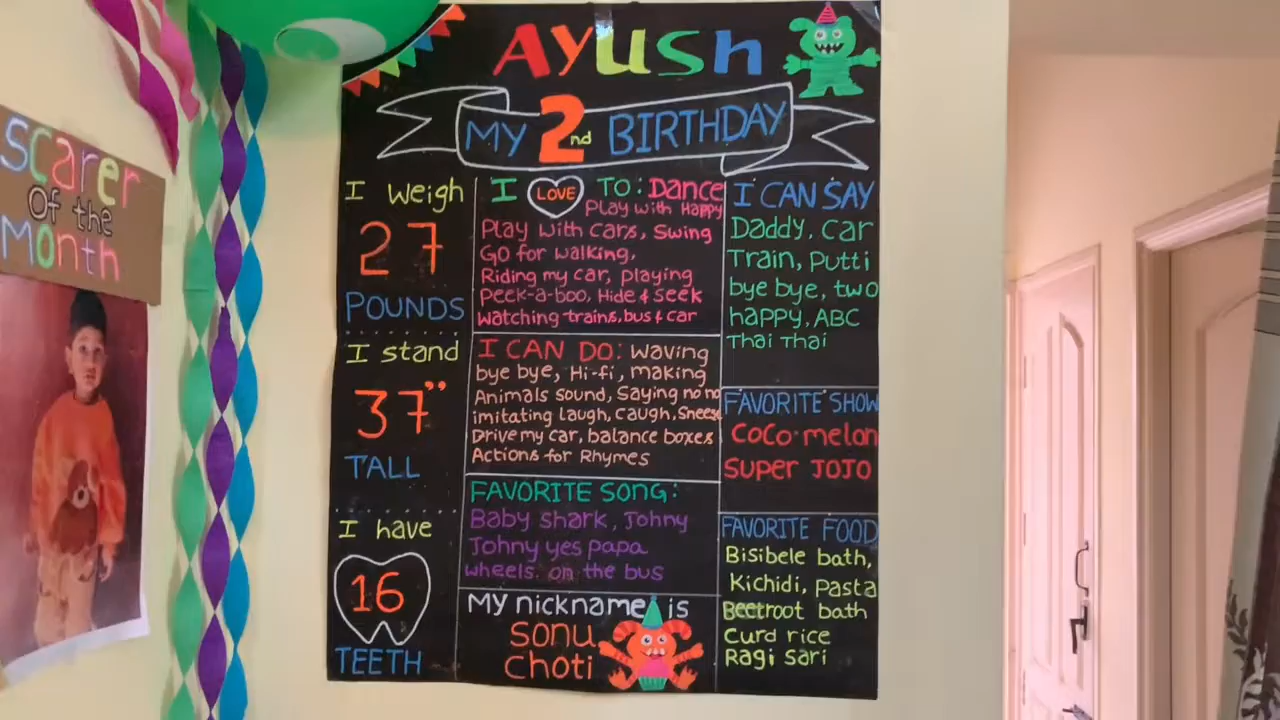 Scarer
Of the
Month
Ayush
MY 2nd BIRTHDAY
I Weigh
27
POUNDS
I stand
37"
TALL
I have
16
TEETH
I LOVE TO: Dance
Play with Happy
Play with cars, Swing
Go for walking,
Riding my car, playing
Peek-a-boo, Hide & Seek
Watching trains, bus & car
I CAN DO: Waving
bye bye, Hi-fi, making
Animals sound, Saying no no
imitating laugh, Caugh, Sneeze
Drive my car, balance boxes
Actions for Rhymes
FAVORITE SONG:
Baby shark, Johny
Johny yes papa
wheels on the bus
My nickname is
Sonu
Choti
I CAN SAY
Daddy, Car
Train, Putti
bye bye, two
happy, ABC
Thai Thai
FAVORITE SHOW
CoCo-melon
Super JoJo
FAVORITE FOOD
Bisibele bath,
Kichidi, Pasta
Beetroot bath
Curd rice
Ragi Sari